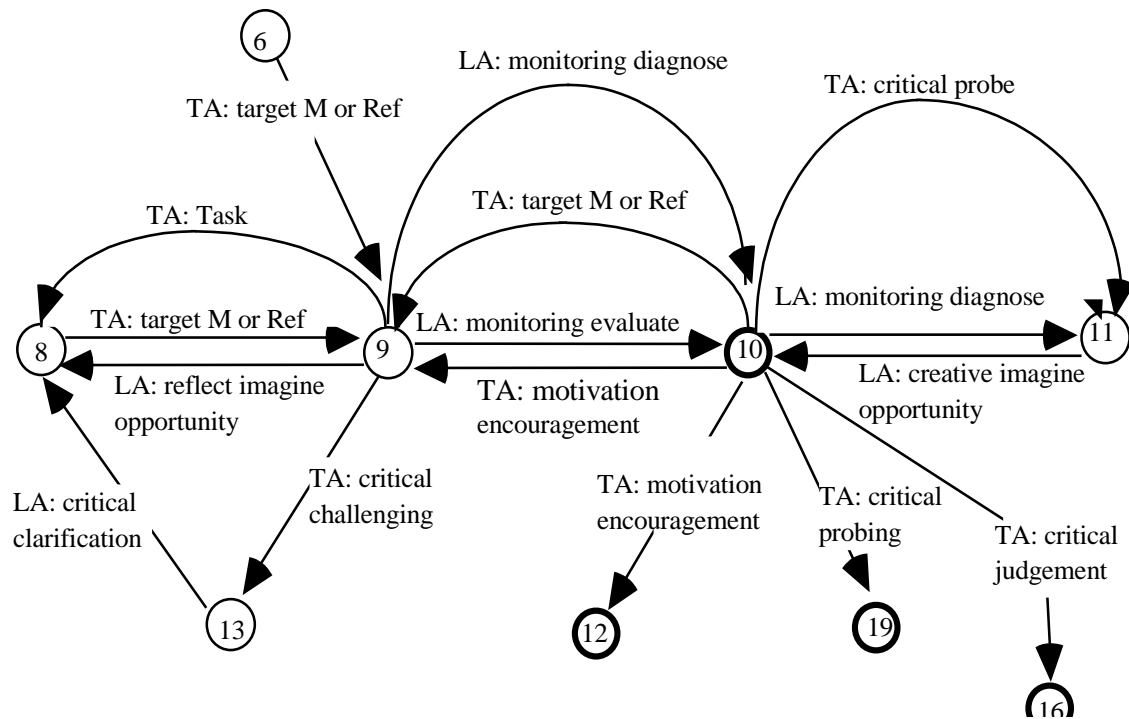 6
LA: monitoring diagnose
TA: critical probe
TA: target M or Ref
TA: Task
TA: target M or Ref
TA: target M or Ref
LA: monitoring evaluate
LA: monitoring diagnose
8
9
10
11
LA: reflect imagine
opportunity
TA: motivation
encouragement
LA: creative imagine
opportunity
LA: critical
clarification
TA: critical
challenging
TA: motivation
encouragement
TA: critical
probing
TA: critical
judgement
13
12
19
16